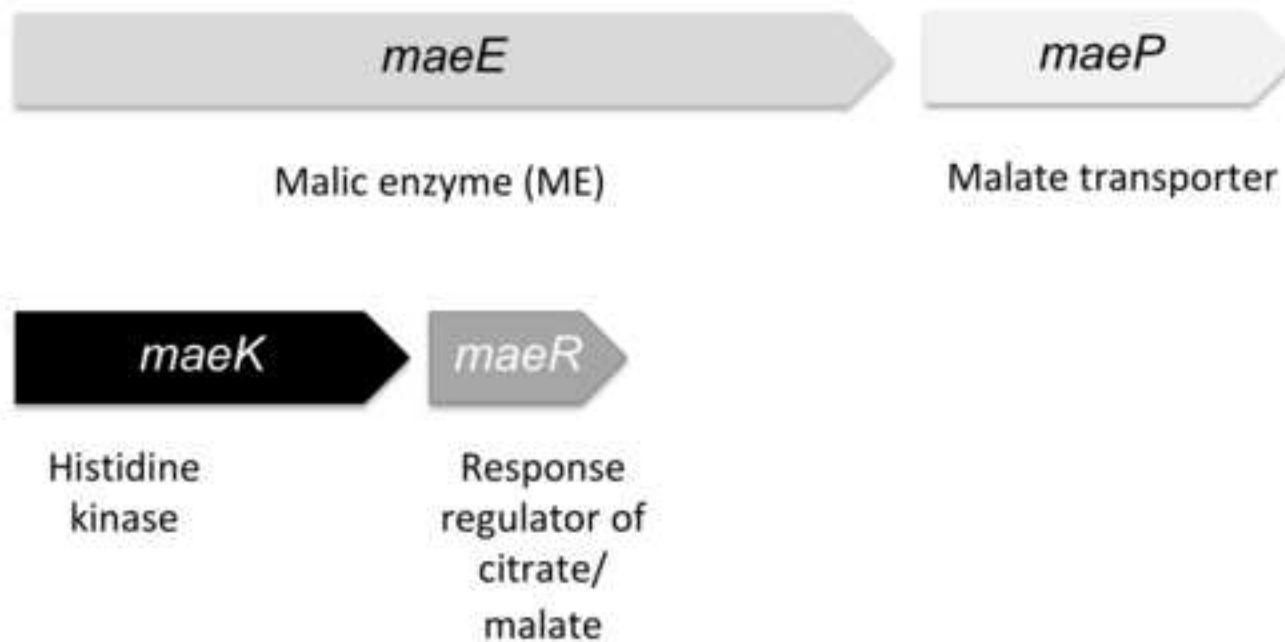 maeE
maeP
Malic enzyme (ME)
Malate transporter
maeK
maeR
Histidine
kinase
Response
regulator of
citrate/
malate